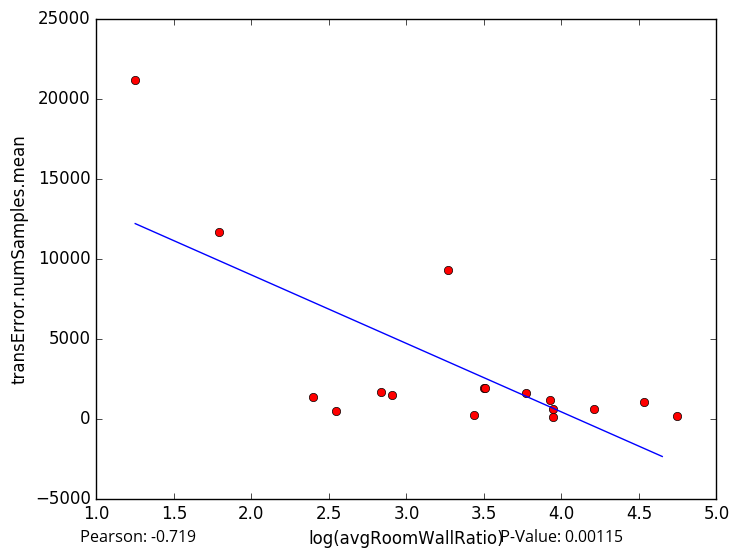 25000
20000
15000
10000
5000
0
−5000
transError.numSamples.mean
1.0 1.5 2.0 2.5 3.0 3.5 4.0 4.5 5.0
Pearson: -0.719 log(avgRoomWallRatio) P-Value: 0.00115